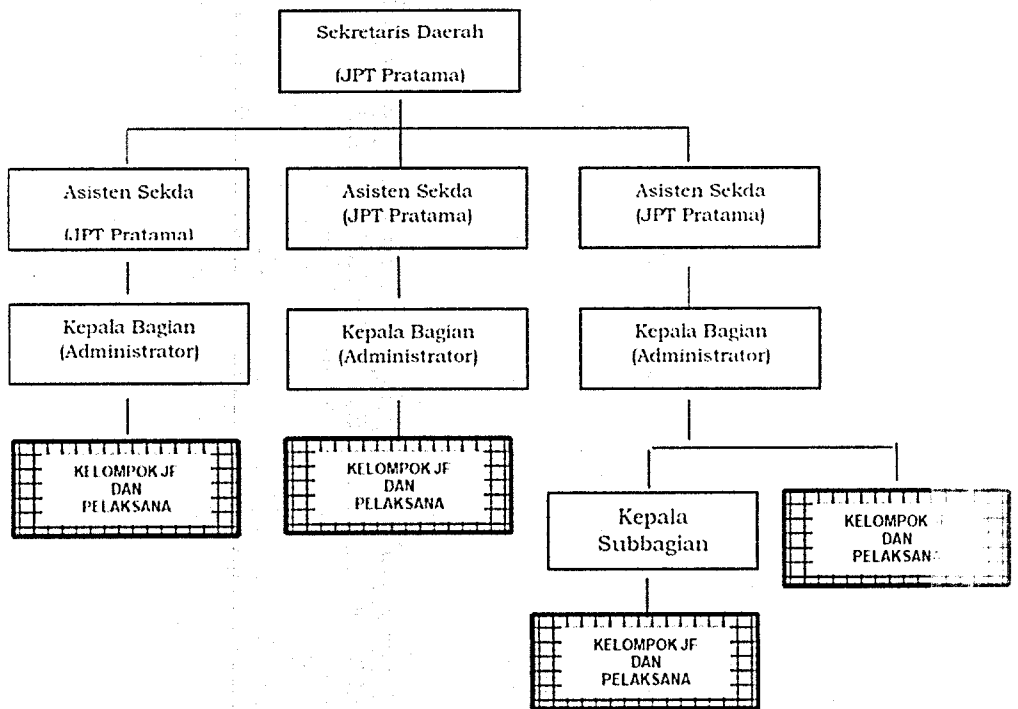 Sekretaris Daerah
(JPT Pratama)
Asisten Sekda
(JPT Pratama)
Asisten Sekda
(JPT Pratama)
Asisten Sekda
(JPT Pratama)
Kepala Bagian
(Administrator)
Kepala Bagian
(Administrator)
Kepala Bagian
(Administrator)
KELOMPOK JF
DAN
PELAKSANA
KELOMPOK JF
DAN
PELAKSANA
Kepala
Subbagian
KELOMPOK
DAN
PELAKSANA
KELOMPOK JF
DAN
PELAKSANA